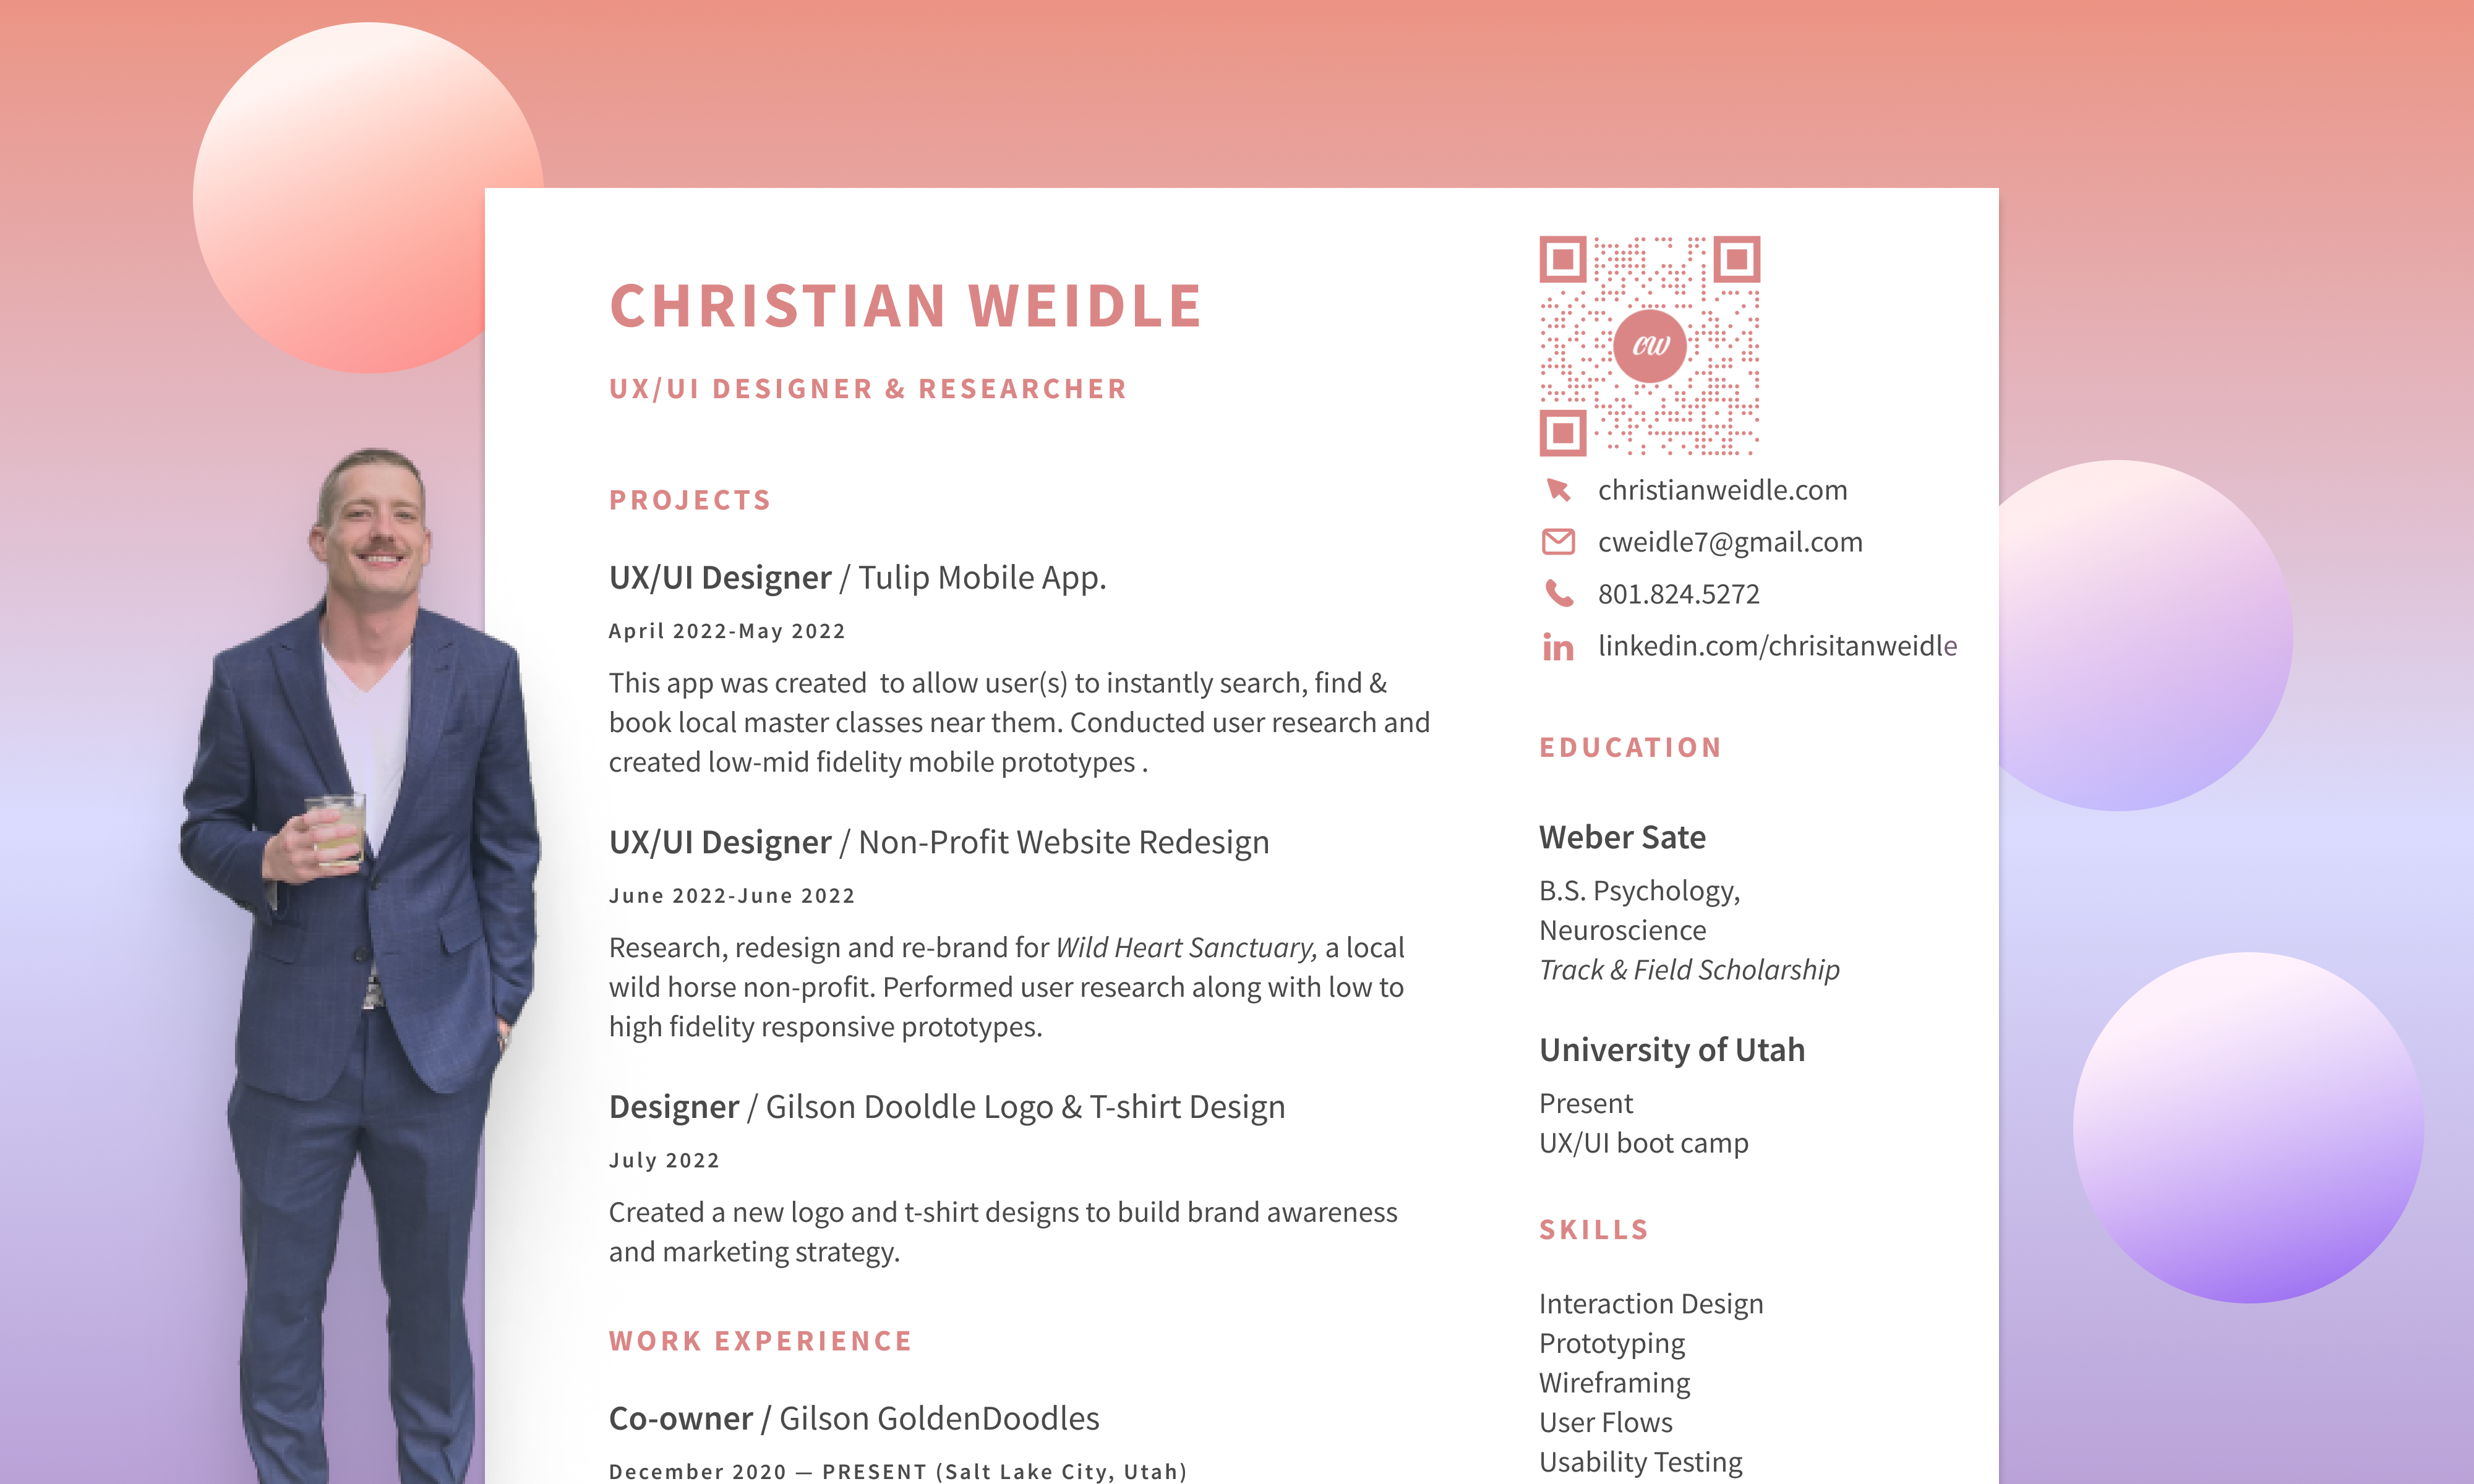 CHRISTIAN WEIDLE
UX/UI DESIGNER & RESEARCHER
PROJECTS
UX/UI Designer / Tulip Mobile App.
April 2022-May 2022
This app was created  to allow user(s) to instantly search, find &
book local master classes near them. Conducted user research and
created low-mid fidelity mobile prototypes .
UX/UI Designer / Non-Profit Website Redesign
June 2022-June 2022
Research, redesign and re-brand for Wild Heart Sanctuary, a local
wild horse non-profit. Performed user research along with low to
high fidelity responsive prototypes.
Designer / Gilson Dooldle Logo & T-shirt Design
July 2022
Created a new logo and t-shirt designs to build brand awareness
and marketing strategy.
WORK EXPERIENCE
Co-owner / Gilson GoldenDoodles
December 2020 — PRESENT (Salt Lake City, Utah)
cw
christianweidle.com
cweidle7@gmail.com
801.824.5272
in
linkedin.com/chrisitanweidle
EDUCATION
Weber Sate
B.S. Psychology,
Neuroscience
Track & Field Scholarship
University of Utah
Present
UX/UI boot camp
SKILLS
Interaction Design
Prototyping
Wireframing
User Flows
Usability Testing